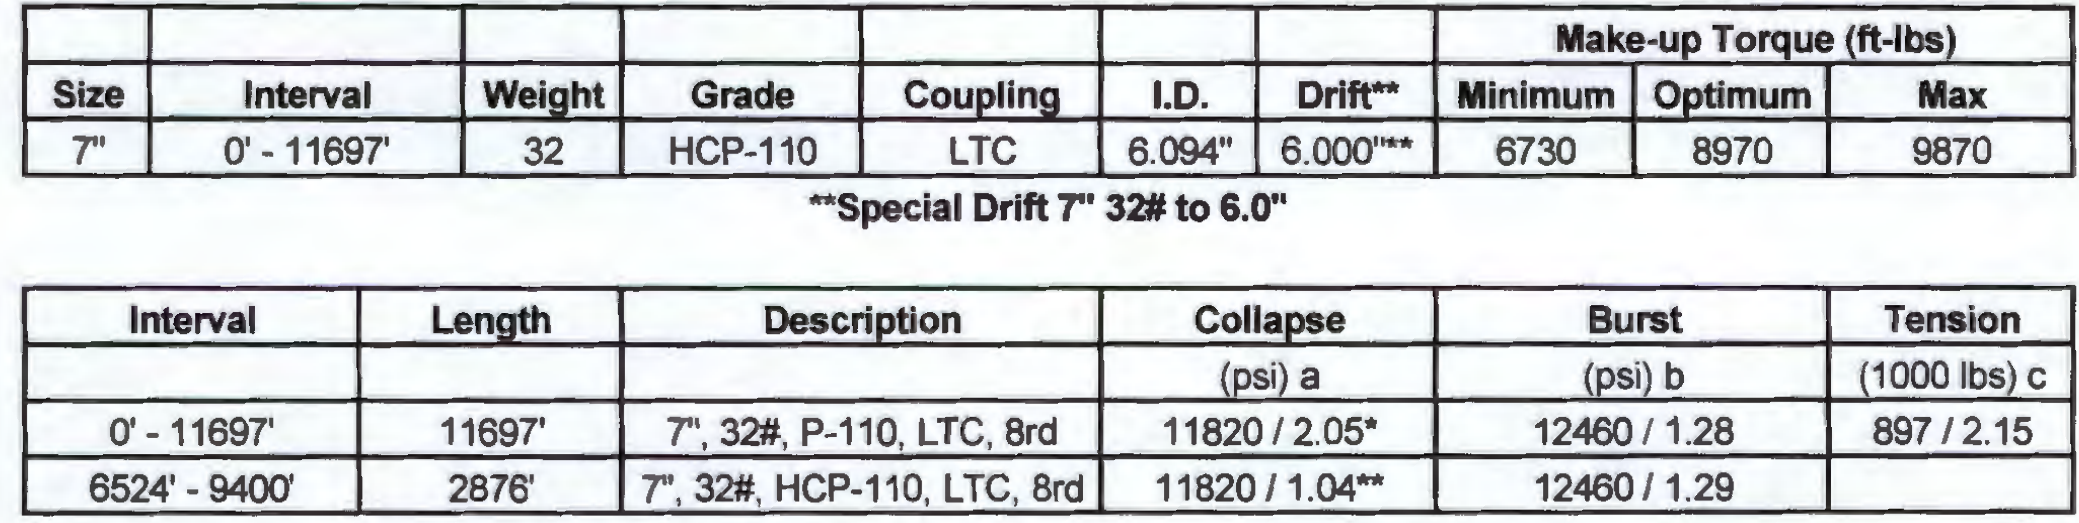 Make-up Torque (ft-lbs)
Size Interval Weight Grade Coupling I.D. Drift** Minimum Optimum Max
7" 0' - 11697' 32 HCP-110 LTC 6.094" 6.000"** 6730 8970 9870
**Special Drift 7" 32# to 6.0"
Interval Length Description Collapse Burst Tension
(psi) a (psi) b (1000 lbs) c
0' - 11697' 11697' 7", 32#, P-110, LTC, 8rd 11820 / 2.05* 12460 / 1.28 897 / 2.15
6524' - 9400' 2876' 7", 32#, HCP-110, LTC, 8rd 11820 / 1.04** 12460 / 1.29